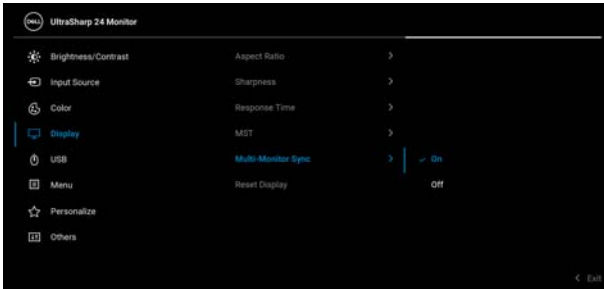 DELL UltraSharp 24 Monitor
Brightness/Contrast Aspect Ratio
Input Source Sharpness
Color Response Time
Display MST
USB Multi-Monitor Sync On
Menu Reset Display Off
Personalize
Others
Exit